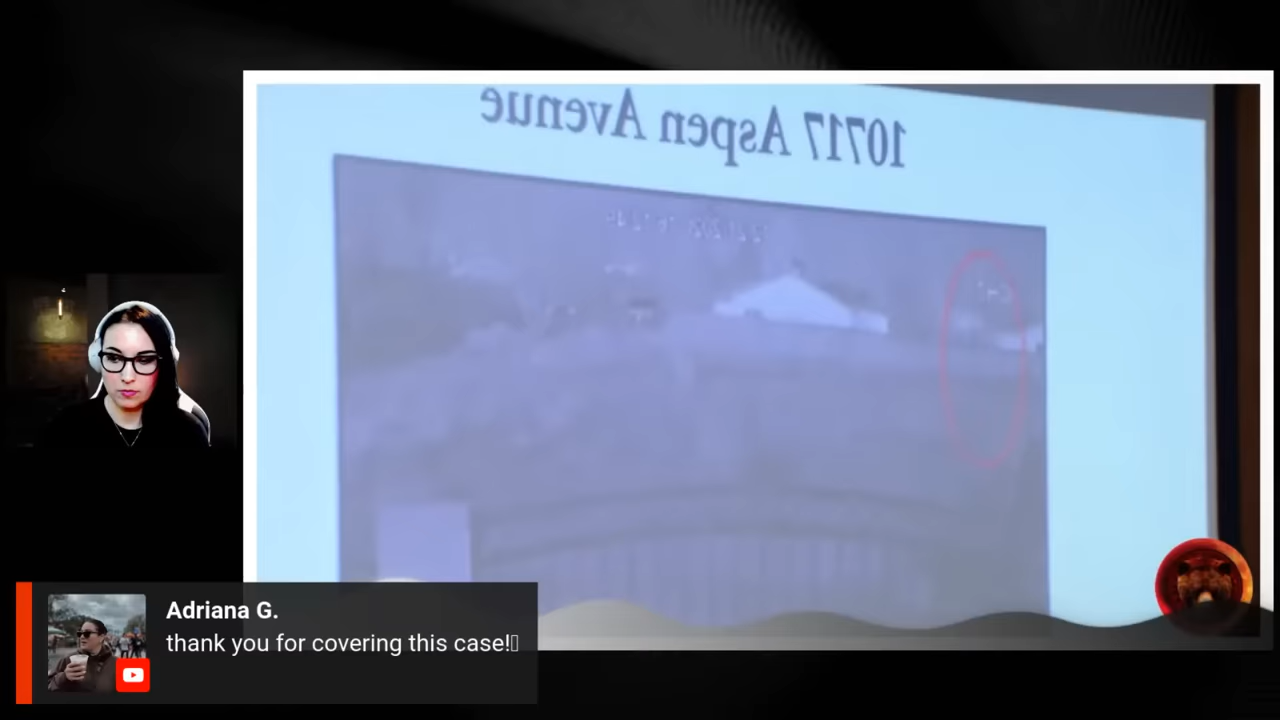 10717 Aspen Avenue
Adriana G.
thank you for covering this case!